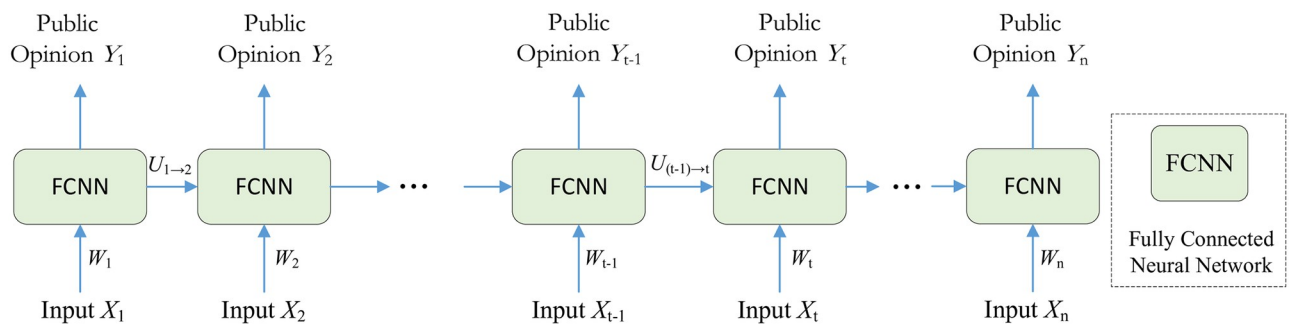 Public
Opinion Y1
Public
Opinion Y2
Public
Opinion Yt-1
Public
Opinion Yt
Public
Opinion Yn
FCNN
U1→2
FCNN
...
FCNN
U(t-1)→t
FCNN
...
FCNN
W1
W2
Wt-1
Wt
Wn
Input X1
Input X2
Input Xt-1
Input Xt
Input Xn
FCNN
Fully Connected
Neural Network